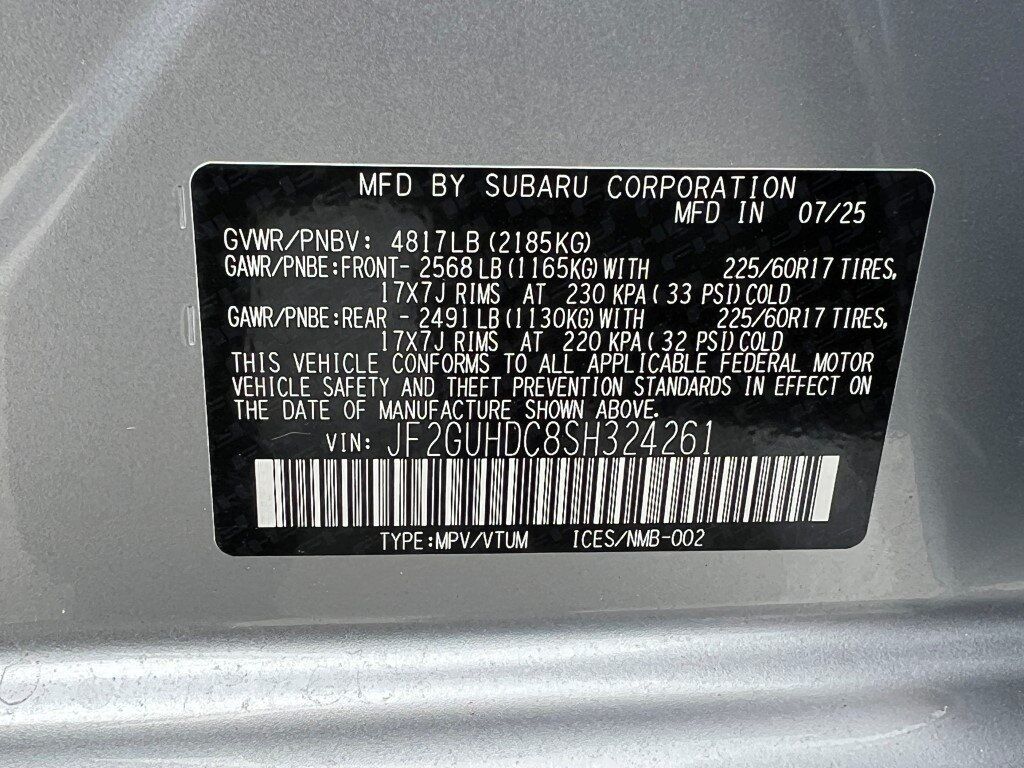 MFD BY SUBARU CORPORATION
MFD IN 07/25
GVWR/PNBV: 4817LB (2185KG)
GAWR/PNBE:FRONT- 2568 LB (1165KG) WITH 225/60R17 TIRES,
17X7J RIMS AT 230 KPA ( 33 PSI) COLD
GAWR/PNBE:REAR - 2491 LB (1130KG) WITH 225/60R17 TIRES,
17X7J RIMS AT 220 KPA ( 32 PSI) COLD
THIS VEHICLE CONFORMS TO ALL APPLICABLE FEDERAL MOTOR
VEHICLE SAFETY AND THEFT PREVENTION STANDARDS IN EFFECT ON
THE DATE OF MANUFACTURE SHOWN ABOVE.
VIN: JF2GUHDC8SH324261
TYPE:MPV/VTUM ICES/NMB-002